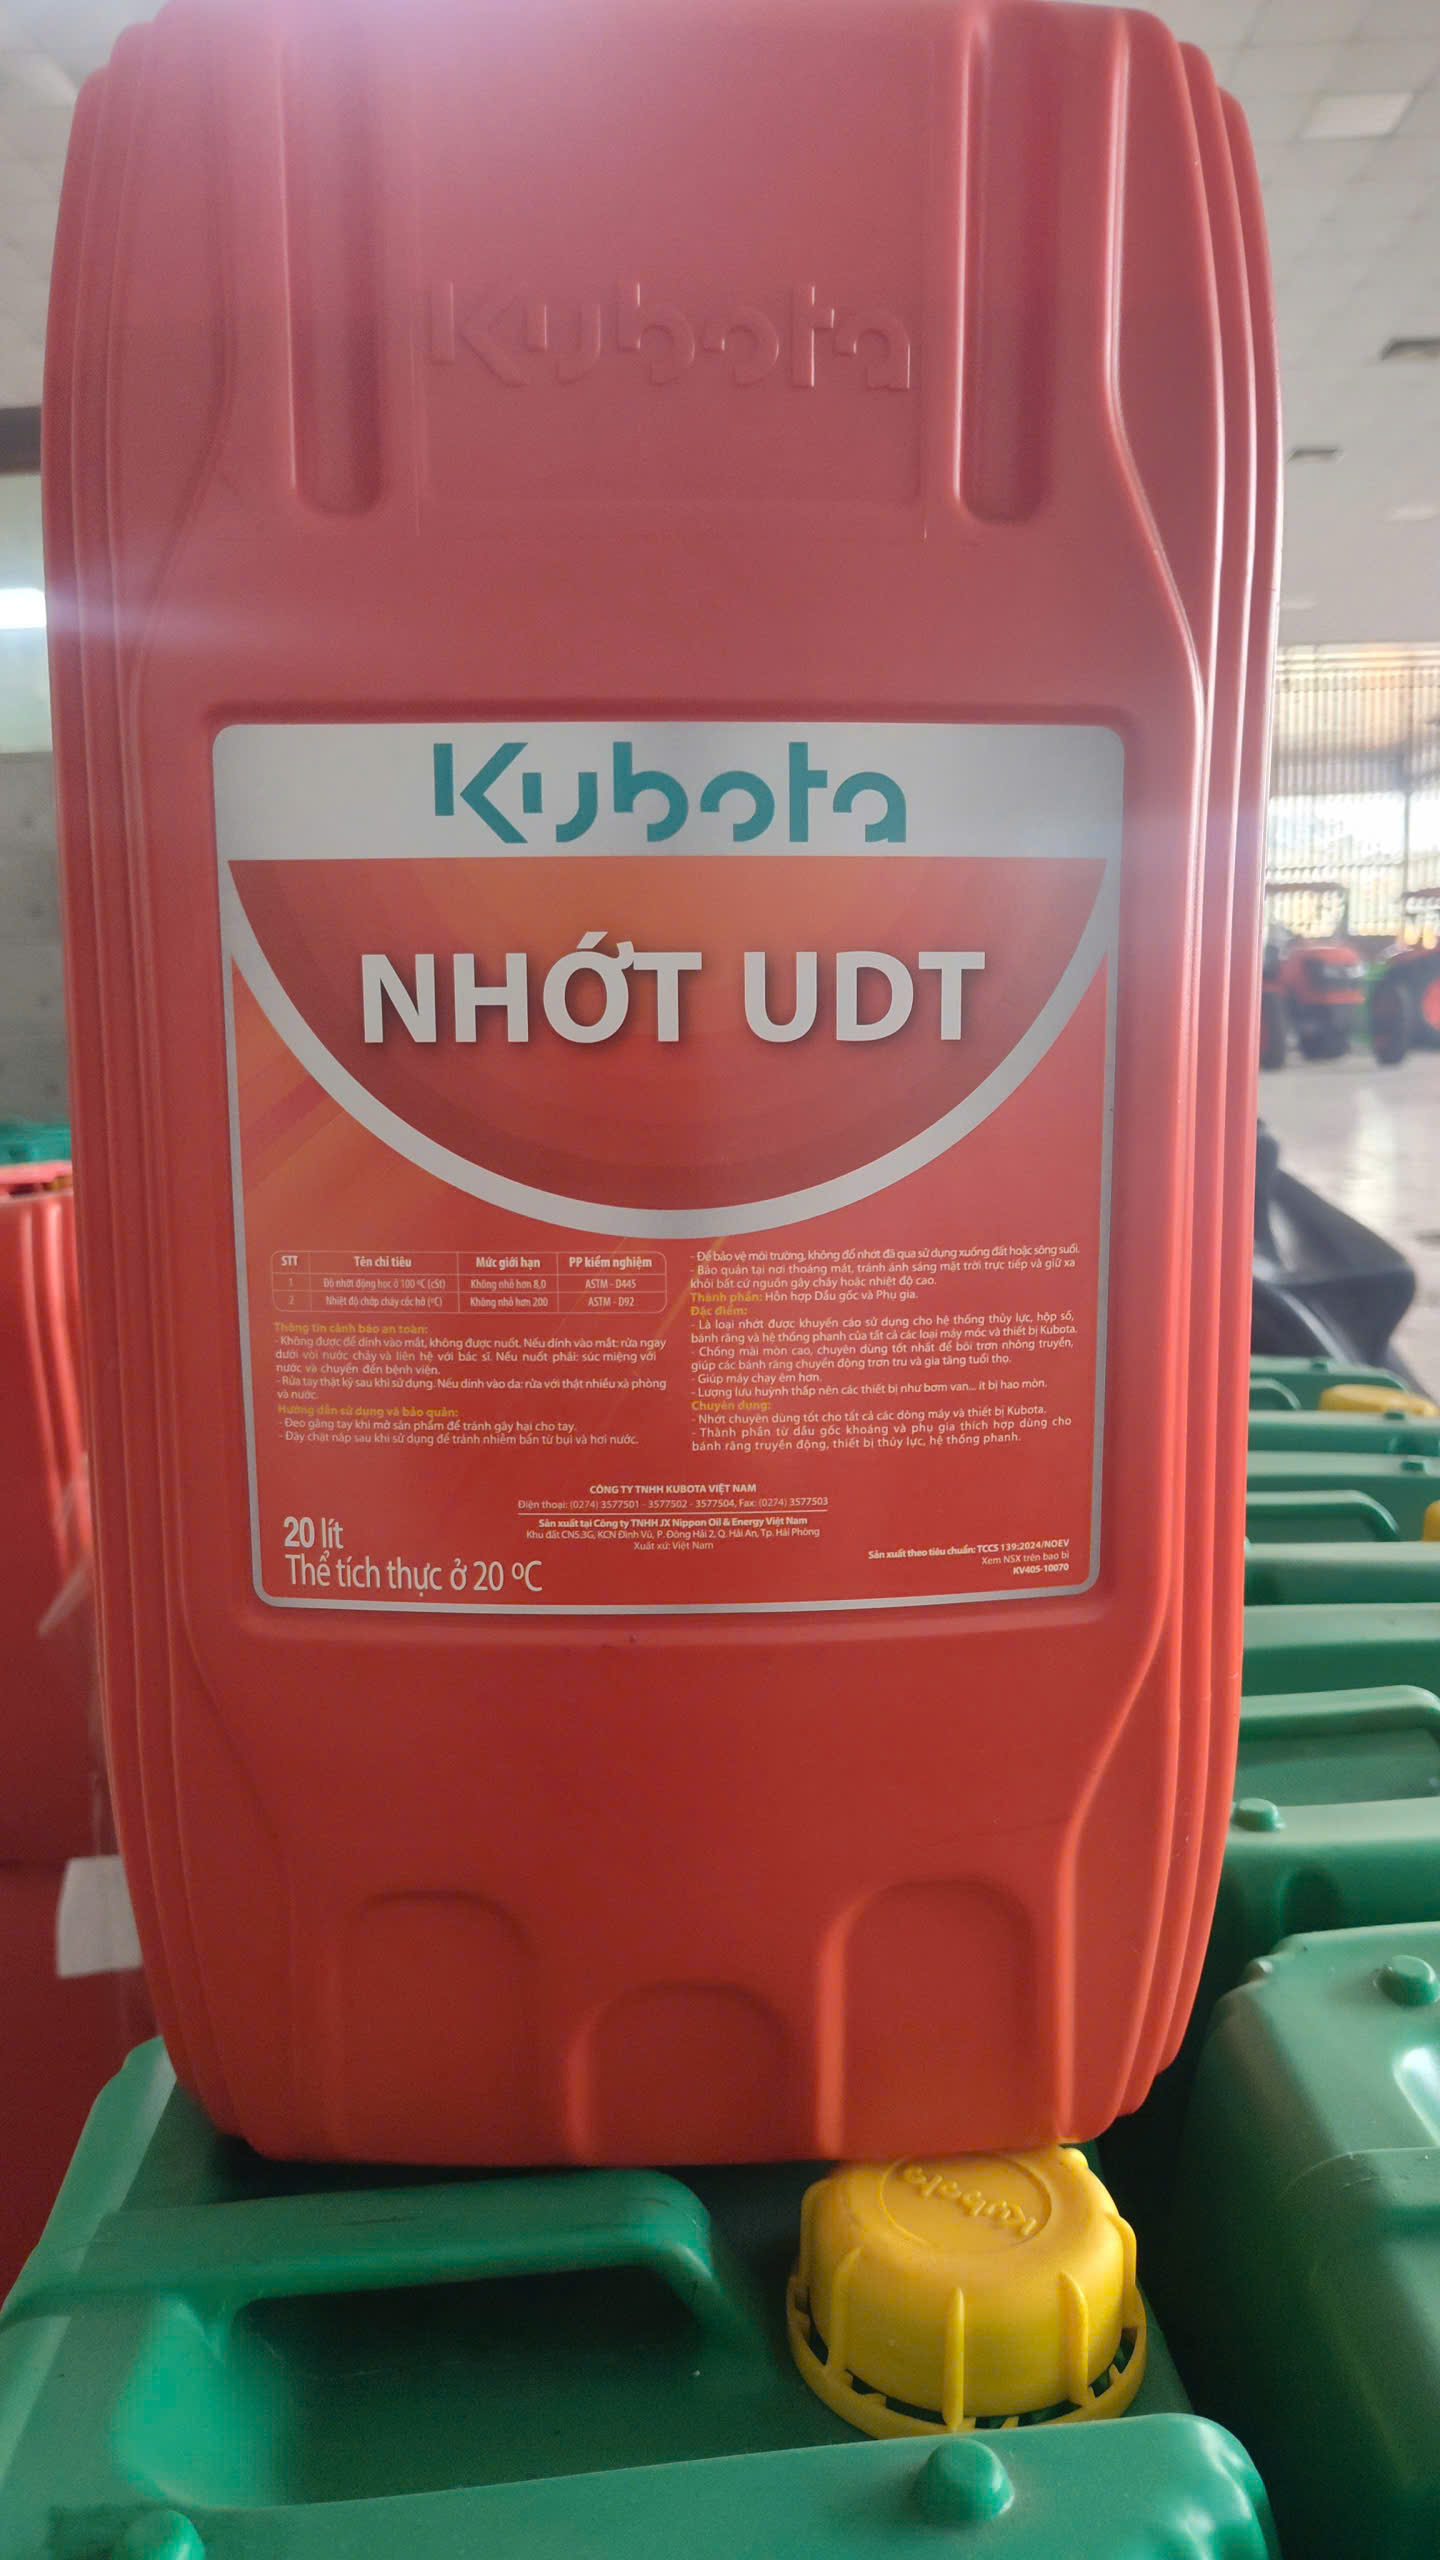 Kubota
Kubota
NHỚT UDT
STT Tên chỉ tiêu Mức giới hạn PP kiểm nghiệm
1 Độ nhớt động học ở 100 ºC (cSt) Không nhỏ hơn 8,0 ASTM - D445
2 Nhiệt độ chớp cháy cốc hở (ºC) Không nhỏ hơn 200 ASTM - D92
Thông tin cảnh báo an toàn:
- Không được để dính vào mắt, không được nuốt. Nếu dính vào mắt: rửa ngay
dưới vòi nước chảy và liên hệ với bác sĩ. Nếu nuốt phải: súc miệng với
nước và chuyển đến bệnh viện.
- Rửa tay thật kỹ sau khi sử dụng. Nếu dính vào da: rửa với thật nhiều xà phòng
và nước.
Hướng dẫn sử dụng và bảo quản:
- Đeo găng tay khi mở sản phẩm để tránh gây hại cho tay.
- Đậy chặt nắp sau khi sử dụng để tránh nhiễm bẩn từ bụi và hơi nước.
- Để bảo vệ môi trường, không đổ nhớt đã qua sử dụng xuống đất hoặc sông suối.
- Bảo quản tại nơi thoáng mát, tránh ánh sáng mặt trời trực tiếp và giữ xa
khỏi bất cứ nguồn gây cháy hoặc nhiệt độ cao.
Thành phần: Hỗn hợp Dầu gốc và Phụ gia.
Đặc điểm:
- Là loại nhớt được khuyến cáo sử dụng cho hệ thống thủy lực, hộp số,
bánh răng và hệ thống phanh của tất cả các loại máy móc và thiết bị Kubota.
- Chống mài mòn cao, chuyên dùng tốt nhất để bôi trơn nhông truyền,
giúp các bánh răng chuyển động trơn tru và gia tăng tuổi thọ.
- Giúp máy chạy êm hơn.
- Lượng lưu huỳnh thấp nên các thiết bị như bơm van... ít bị hao mòn.
Chuyên dụng:
- Nhớt chuyên dùng tốt cho tất cả các dòng máy và thiết bị Kubota.
- Thành phần từ dầu gốc khoáng và phụ gia thích hợp dùng cho
bánh răng truyền động, thiết bị thủy lực, hệ thống phanh.
CÔNG TY TNHH KUBOTA VIỆT NAM
Điện thoại: (0274) 3577501 - 3577502 - 3577504, Fax: (0274) 3577503
Sản xuất tại Công ty TNHH JX Nippon Oil & Energy Việt Nam
Khu đất CN5.3G, KCN Đình Vũ, P. Đông Hải 2, Q. Hải An, Tp. Hải Phòng
Xuất xứ: Việt Nam
20 lít
Thể tích thực ở 20 ºC
Sản xuất theo tiêu chuẩn: TCCS 139:2024/NOEV
Xem NSX trên bao bì
KV405-10070
Kubota